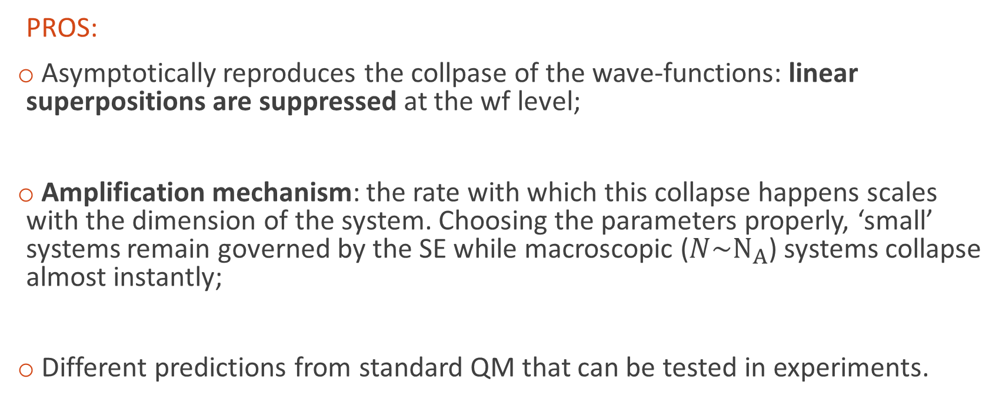 PROS:
○ Asymptotically reproduces the collpase of the wave-functions: linear
superpositions are suppressed at the wf level;
○ Amplification mechanism: the rate with which this collapse happens scales
with the dimension of the system. Choosing the parameters properly, ‘small’
systems remain governed by the SE while macroscopic (N~N_A) systems collapse
almost instantly;
○ Different predictions from standard QM that can be tested in experiments.